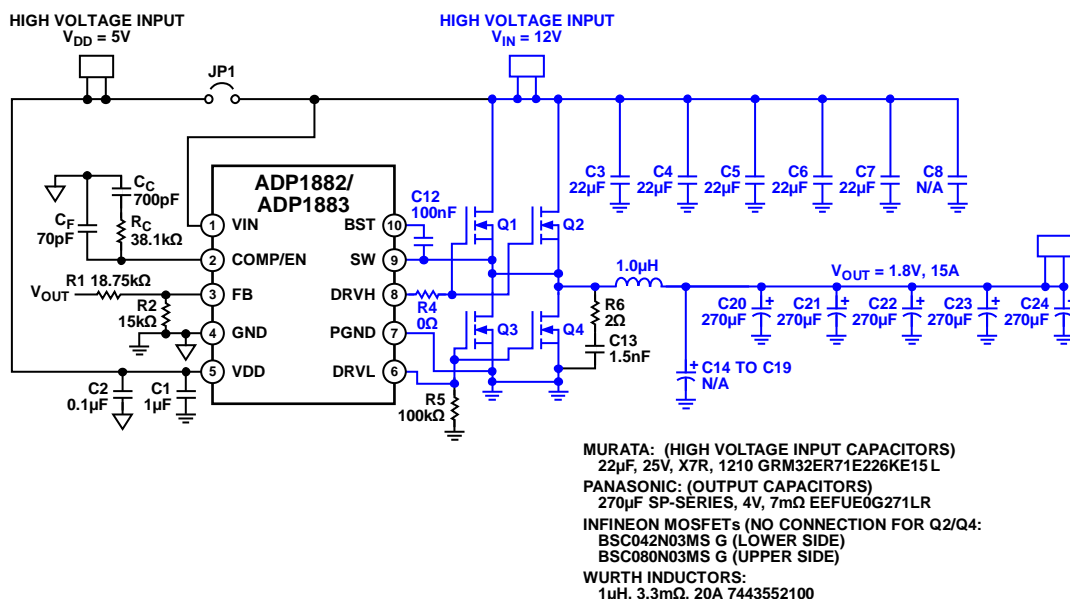 HIGH VOLTAGE INPUT
VDD = 5V
HIGH VOLTAGE INPUT
VIN = 12V
JP1
CC
700pF
CF
70pF
RC
38.1kΩ
R1 18.75kΩ
VOUT
R2
15kΩ
C2
0.1µF
C1
1µF
ADP1882/
ADP1883
1 VIN
2 COMP/EN
3 FB
4 GND
5 VDD
BST 10
SW 9
DRVH 8
PGND 7
DRVL 6
C12
100nF
R4
0Ω
R5
100kΩ
Q1
Q2
Q3
Q4
C3
22µF
C4
22µF
C5
22µF
C6
22µF
C7
22µF
C8
N/A
1.0µH
R6
2Ω
C13
1.5nF
VOUT = 1.8V, 15A
C20
270µF
C21
270µF
C22
270µF
C23
270µF
C24
270µF
+
+
+
+
+
+
C14 TO C19
N/A
MURATA: (HIGH VOLTAGE INPUT CAPACITORS)
22µF, 25V, X7R, 1210 GRM32ER71E226KE15L
PANASONIC: (OUTPUT CAPACITORS)
270µF SP-SERIES, 4V, 7mΩ EEFUE0G271LR
INFINEON MOSFETs (NO CONNECTION FOR Q2/Q4:
BSC042N03MS G (LOWER SIDE)
BSC080N03MS G (UPPER SIDE)
WURTH INDUCTORS:
1µH, 3.3mΩ, 20A 7443552100